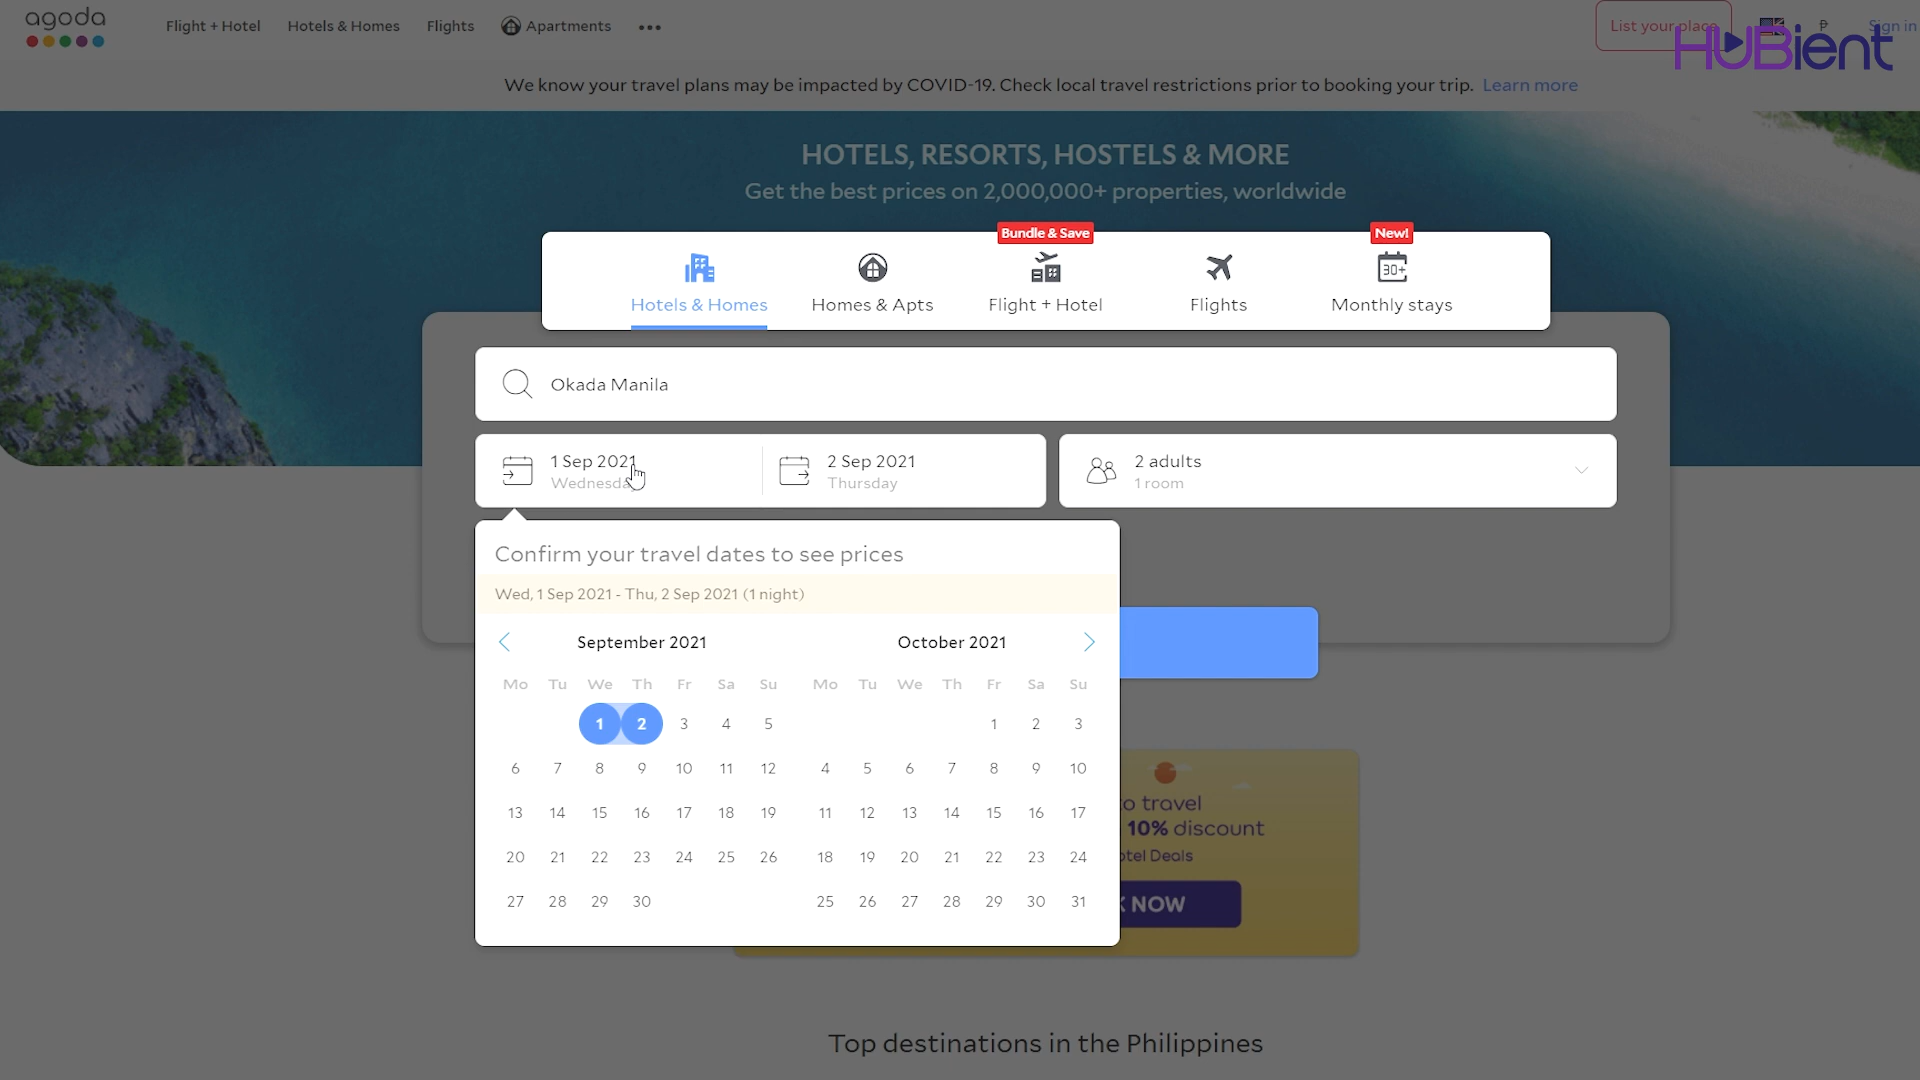 agoda
Flight + Hotel
Hotels & Homes
Flights
Apartments
List your place
₱
Sign in
HUBient
We know your travel plans may be impacted by COVID-19. Check local travel restrictions prior to booking your trip. Learn more
HOTELS, RESORTS, HOSTELS & MORE
Get the best prices on 2,000,000+ properties, worldwide
Bundle & Save
New!
30+
Hotels & Homes
Homes & Apts
Flight + Hotel
Flights
Monthly stays
Okada Manila
1 Sep 2021
Wednesday
2 Sep 2021
Thursday
2 adults
1 room
Confirm your travel dates to see prices
Wed, 1 Sep 2021 - Thu, 2 Sep 2021 (1 night)
September 2021
Mo Tu We Th Fr Sa Su
1 2 3 4 5
6 7 8 9 10 11 12
13 14 15 16 17 18 19
20 21 22 23 24 25 26
27 28 29 30
October 2021
Mo Tu We Th Fr Sa Su
1 2 3
4 5 6 7 8 9 10
11 12 13 14 15 16 17
18 19 20 21 22 23 24
25 26 27 28 29 30 31
to travel
10% discount
Deals
NOW
Top destinations in the Philippines